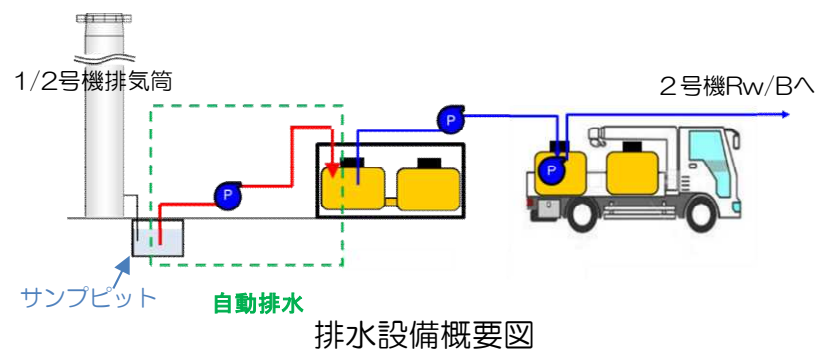 1/2号機排気筒
2号機Rw/Bへ
P
P
P
サンプピット
自動排水
排水設備概要図